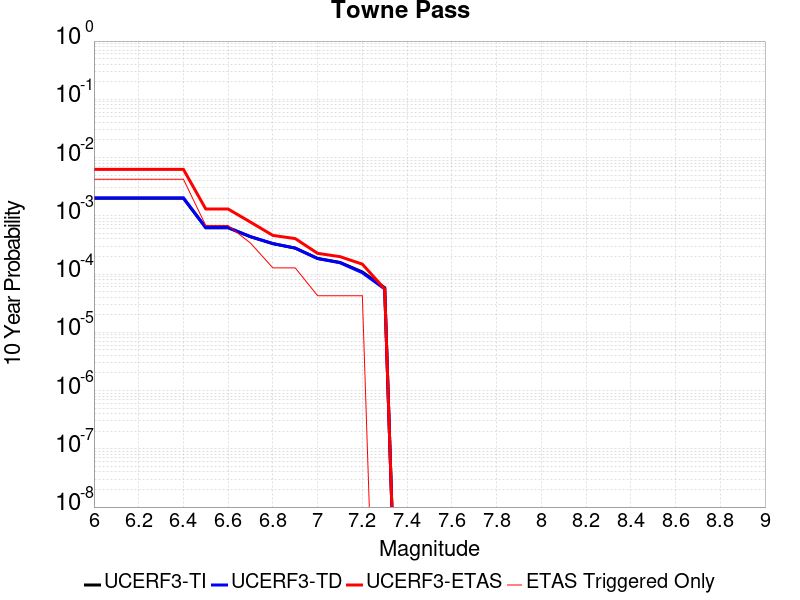 Towne Pass
10^0
10^-1
10^-2
10^-3
10^-4
10^-5
10^-6
10^-7
10^-8
10 Year Probability
6 6.2 6.4 6.6 6.8 7 7.2 7.4 7.6 7.8 8 8.2 8.4 8.6 8.8 9
Magnitude
UCERF3-TI UCERF3-TD UCERF3-ETAS ETAS Triggered Only